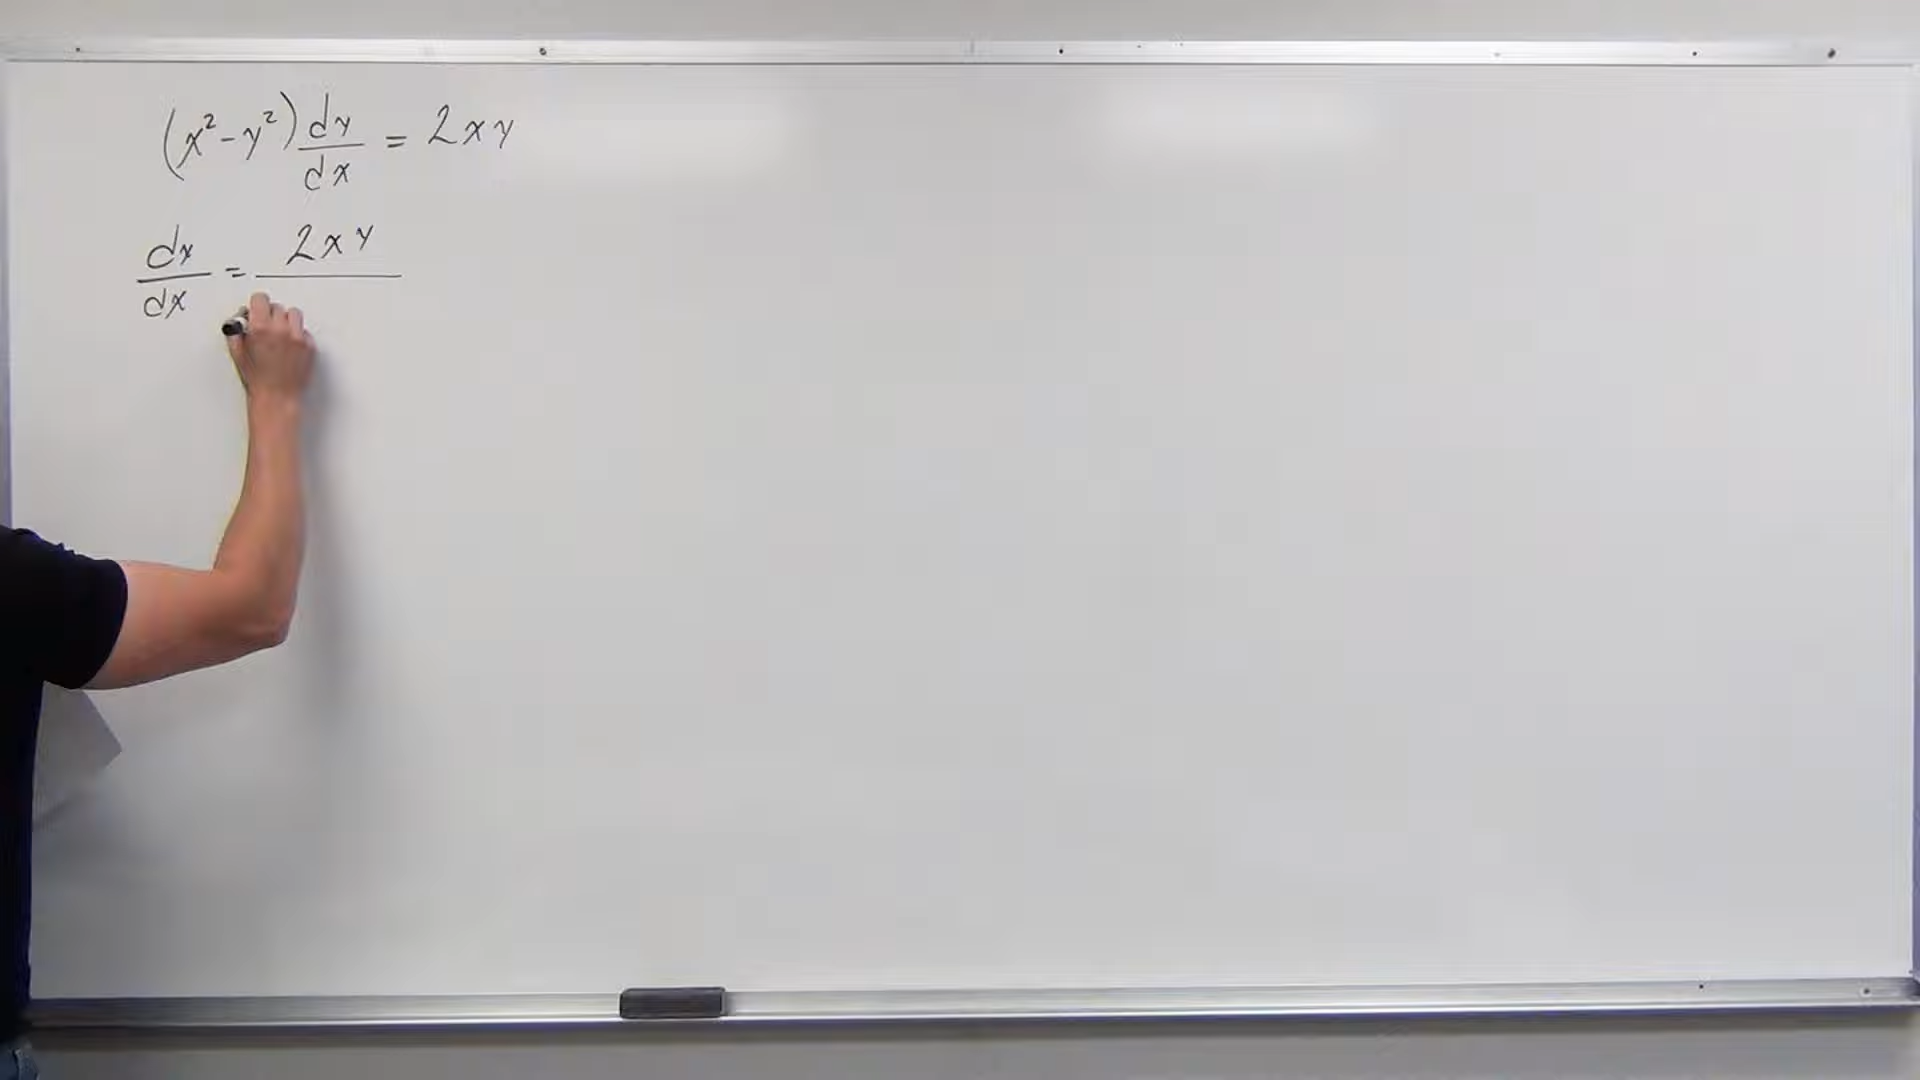 (x² - y²) dy/dx = 2xy
dy/dx = 2xy/